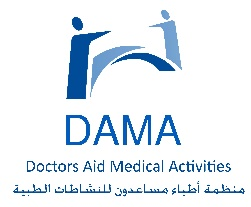 DAMA
Doctors Aid Medical Activities
منظمة أطباء مساعدون للنشاطات الطبية